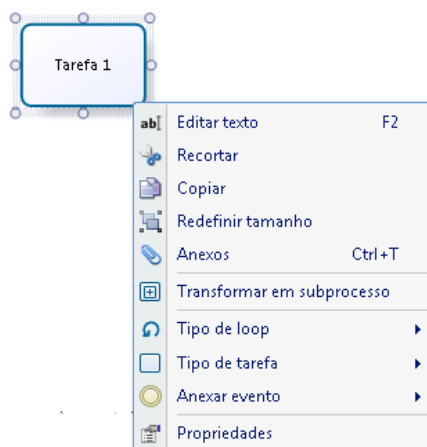 Tarefa 1
Editar texto F2
Recortar
Copiar
Redefinir tamanho
Anexos Ctrl+T
Transformar em subprocesso
Tipo de loop
Tipo de tarefa
Anexar evento
Propriedades